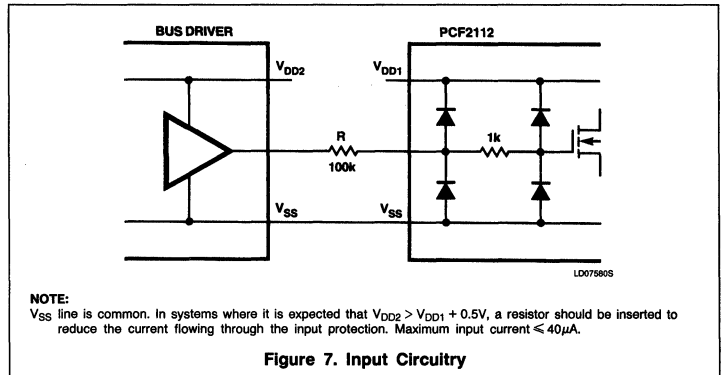 BUS DRIVER
PCF2112
VDD2
VDD1
1k
R
100k
VSS
VSS
LD07580S
NOTE:
VSS line is common. In systems where it is expected that VDD2 > VDD1 + 0.5V, a resistor should be inserted to
reduce the current flowing through the input protection. Maximum input current ⩽ 40μA.
Figure 7. Input Circuitry